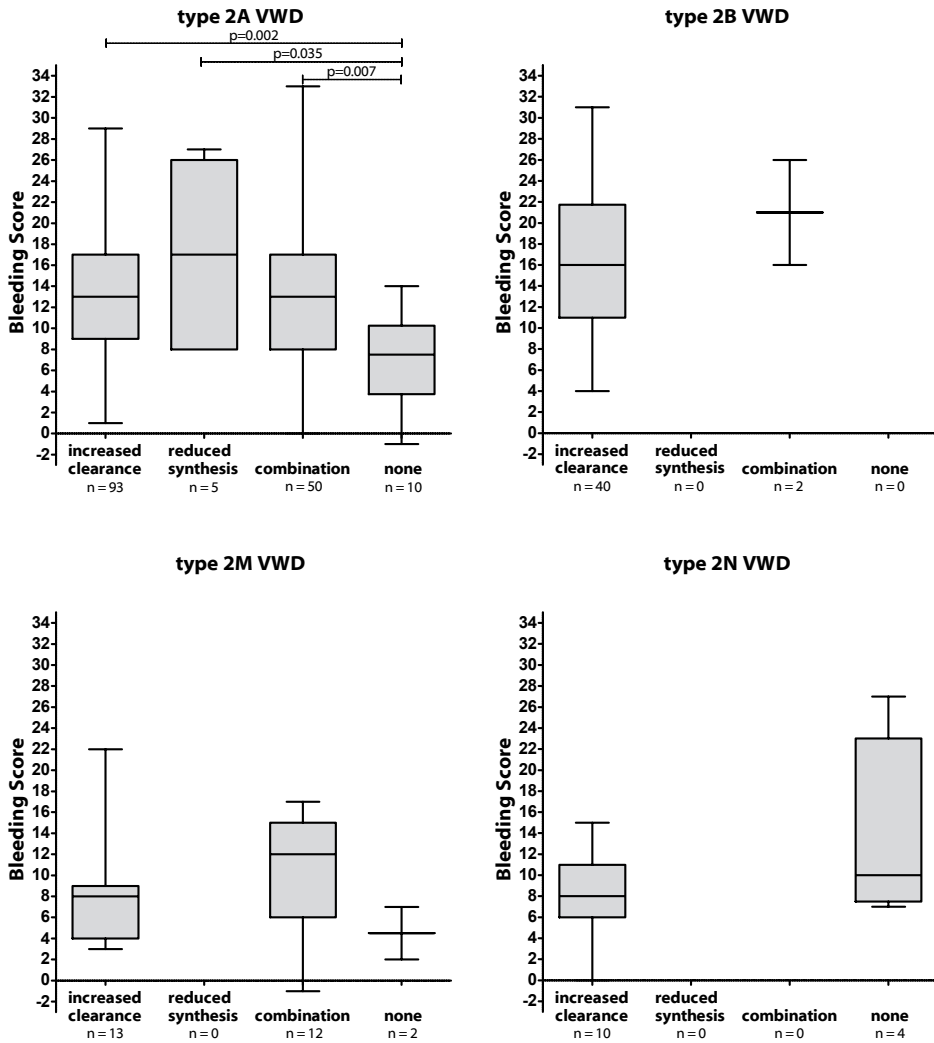 type 2A VWD
p=0.002
p=0.035
p=0.007
Bleeding Score
34
32
30
28
26
24
22
20
18
16
14
12
10
8
6
4
2
0
-2
increased clearance
reduced synthesis
combination
none
n = 93
n = 5
n = 50
n = 10
type 2B VWD
Bleeding Score
34
32
30
28
26
24
22
20
18
16
14
12
10
8
6
4
2
0
-2
increased clearance
reduced synthesis
combination
none
n = 40
n = 0
n = 2
n = 0
type 2M VWD
Bleeding Score
34
32
30
28
26
24
22
20
18
16
14
12
10
8
6
4
2
0
-2
increased clearance
reduced synthesis
combination
none
n = 13
n = 0
n = 12
n = 2
type 2N VWD
Bleeding Score
34
32
30
28
26
24
22
20
18
16
14
12
10
8
6
4
2
0
-2
increased clearance
reduced synthesis
combination
none
n = 10
n = 0
n = 0
n = 4